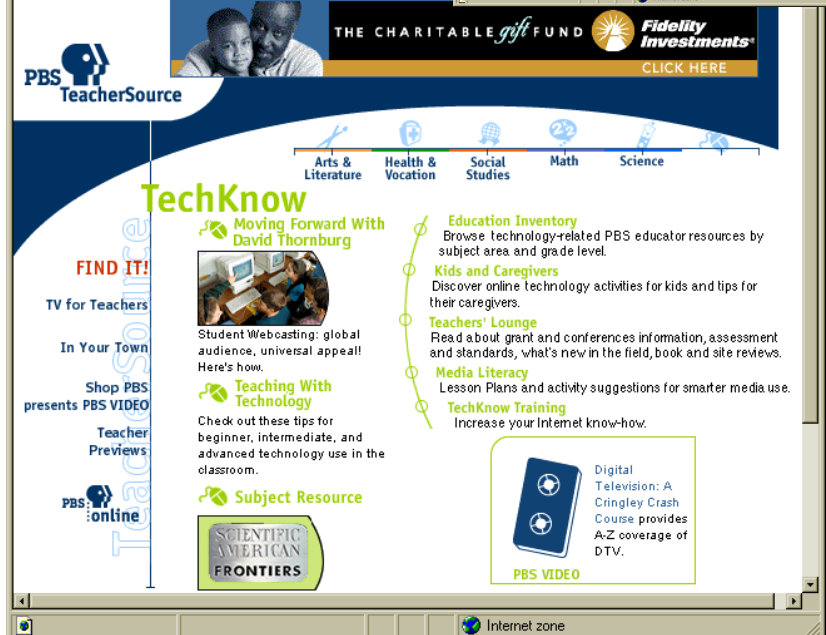 THE CHARITABLE gift FUND
Fidelity
Investments®
CLICK HERE
PBS
TeacherSource
Arts &
Literature
Health &
Vocation
Social
Studies
Math
Science
TechKnow
TeacherSource
FIND IT!
TV for Teachers
In Your Town
Shop PBS
presents PBS VIDEO
Teacher
Previews
PBS
online
Moving Forward With
David Thornburg
Student Webcasting: global
audience, universal appeal!
Here's how.
Teaching With
Technology
Check out these tips for
beginner, intermediate, and
advanced technology use in the
classroom.
Subject Resource
SCIENTIFIC
AMERICAN
FRONTIERS
Education Inventory
Browse technology-related PBS educator resources by
subject area and grade level.
Kids and Caregivers
Discover online technology activities for kids and tips for
their caregivers.
Teachers' Lounge
Read about grant and conferences information, assessment
and standards, what's new in the field, book and site reviews.
Media Literacy
Lesson Plans and activity suggestions for smarter media use.
TechKnow Training
Increase your Internet know-how.
Digital
Television: A
Cringley Crash
Course provides
A-Z coverage of
DTV.
PBS VIDEO
Internet zone